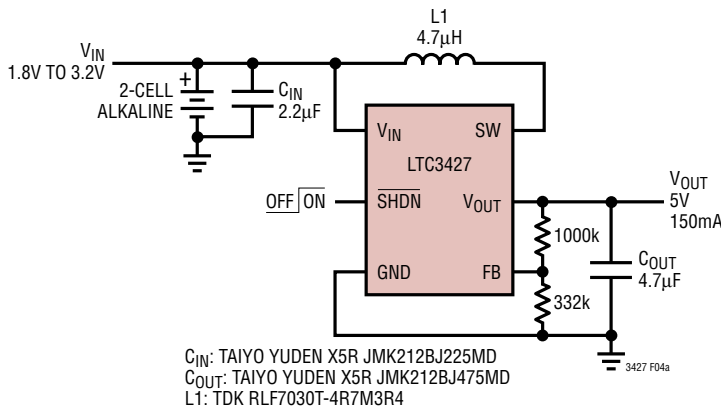 L1
4.7µH
VIN
1.8V TO 3.2V
2-CELL
ALKALINE
+
CIN
2.2µF
VIN
SW
LTC3427
OFF ON
SHDN
VOUT
VOUT
5V
150mA
1000k
GND
FB
COUT
4.7µF
332k
3427 F04a
CIN: TAIYO YUDEN X5R JMK212BJ225MD
COUT: TAIYO YUDEN X5R JMK212BJ475MD
L1: TDK RLF7030T-4R7M3R4